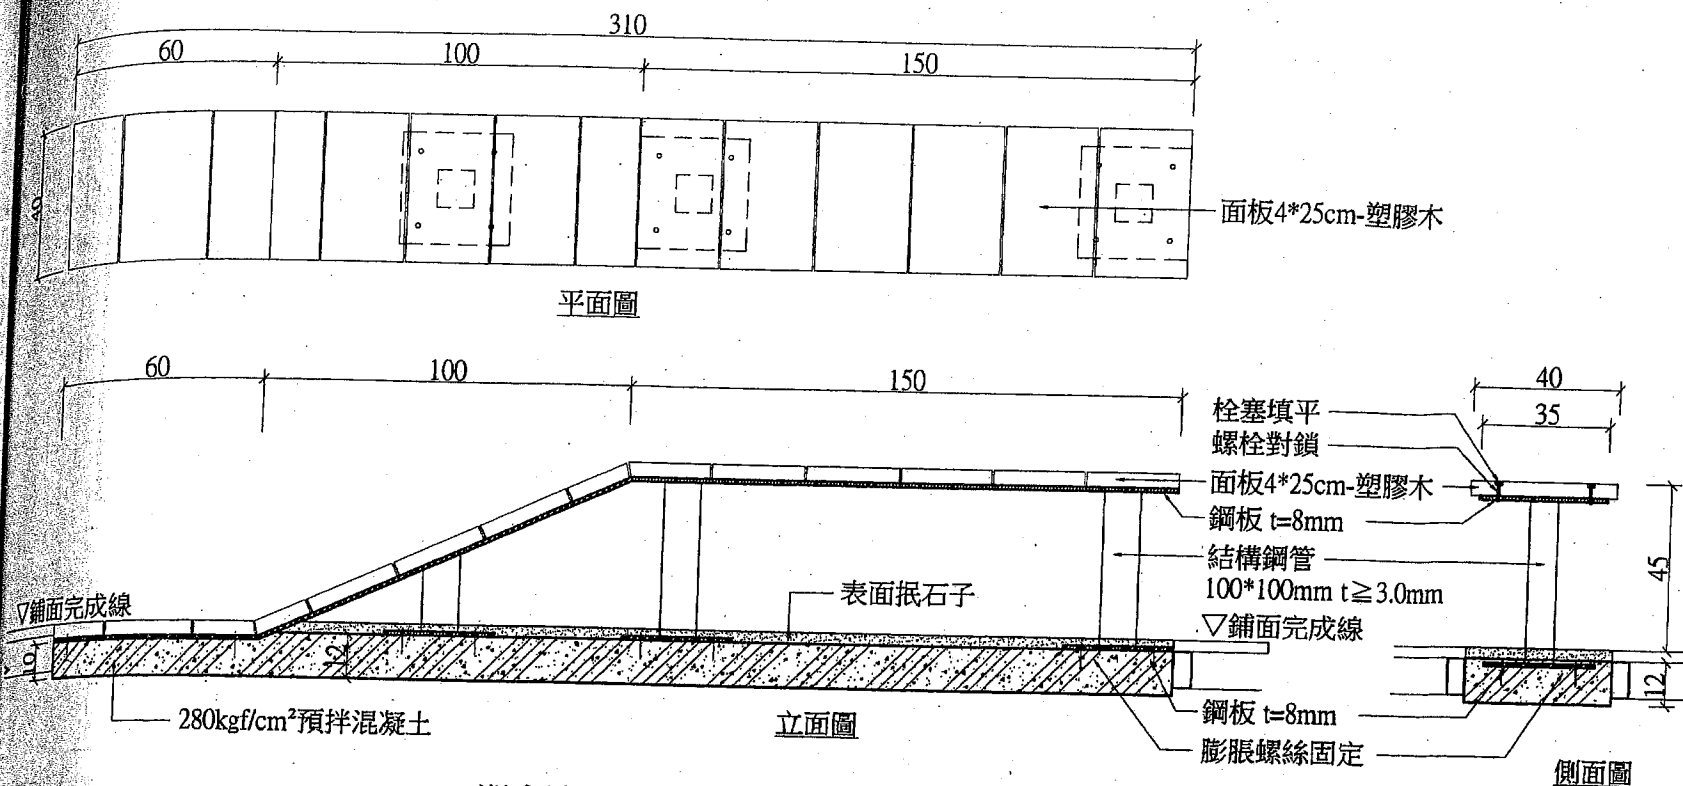 310
60
100
150
面板4*25cm-塑膠木
平面圖
60
100
150
40
35
栓塞填平
螺栓對鎖
面板4*25cm-塑膠木
鋼板 t=8mm
結構鋼管
100*100mm t≧3.0mm
45
表面抿石子
▽鋪面完成線
▽鋪面完成線
12
12
280kgf/cm²預拌混凝土
立面圖
鋼板 t=8mm
膨脹螺絲固定
側面圖